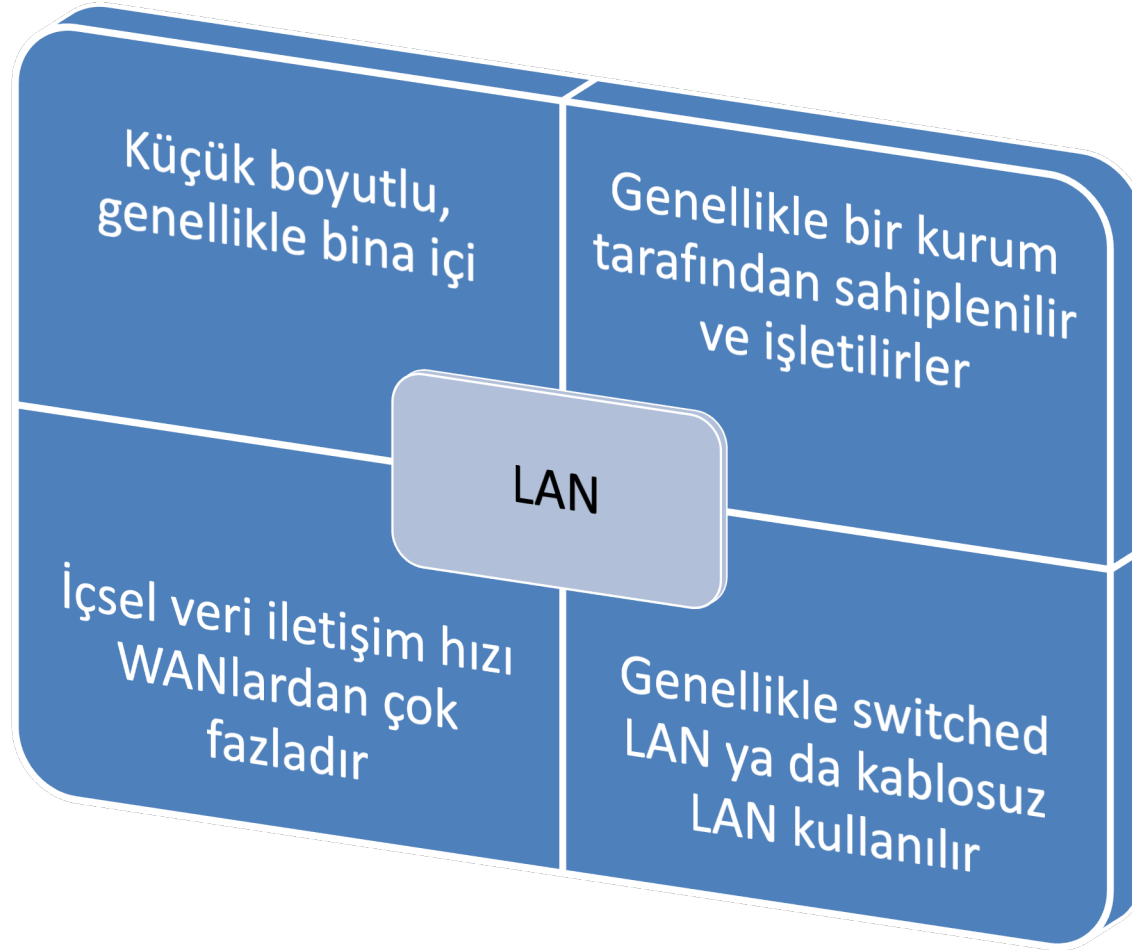 Küçük boyutlu,
genellikle bina içi
Genellikle bir kurum
tarafından sahiplenilir
ve işletilirler
LAN
İçsel veri iletişim hızı
WANlardan çok
fazladır
Genellikle switched
LAN ya da kablosuz
LAN kullanılır